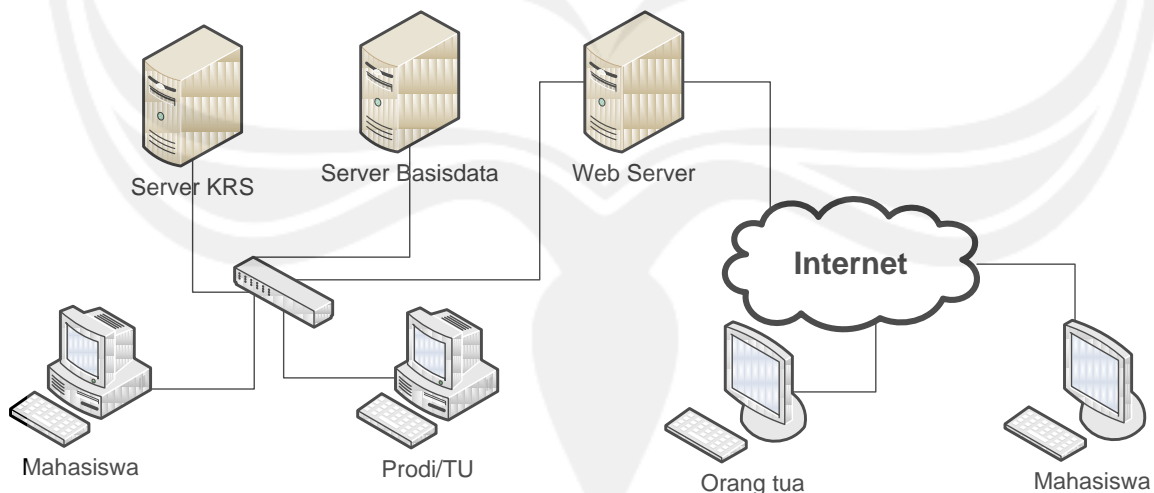 Server KRS
Server Basisdata
Web Server
Internet
Mahasiswa
Prodi/TU
Orang tua
Mahasiswa